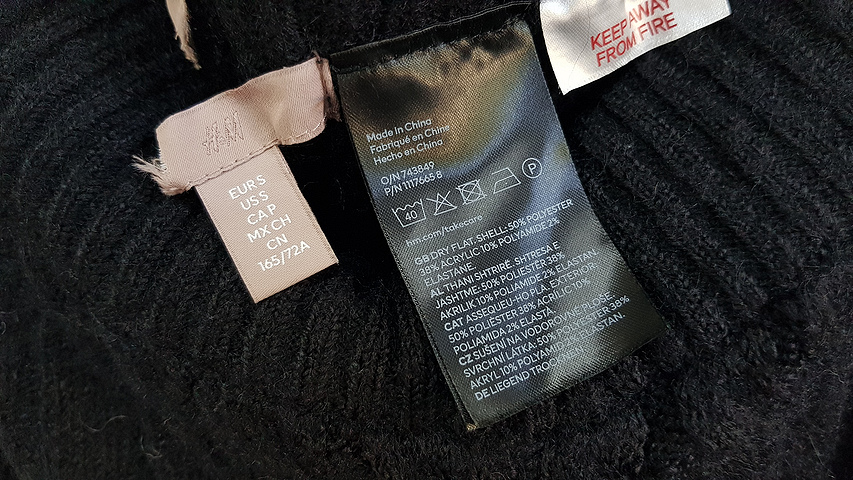 H&M
EUR S
US S
CA P
MX CH
CN
165/72A
Made in China
Fabriqué en Chine
Hecho en China
O/N 743849
P/N 1117665 8
40
P
hm.com/takecare
GB DRY FLAT. SHELL: 50% POLYESTER
38% ACRYLIC 10% POLYAMIDE 2%
ELASTANE.
AL THANI SHTRIRË. SHTRESA E
JASHTME: 50% POLIESTER 38%
AKRILIK 10% POLIAMIDE 2% ELASTAN.
CAT ASSEQUEU-HO PLA. EXTERIOR:
50% POLIÈSTER 38% ACRÍLIC 10%
POLIAMIDA 2% ELASTÀ.
CZ SUŠENÍ NA VODOROVNÉ PLOŠE.
SVRCHNÍ LÁTKA: 50% POLYESTER 38%
AKRYL 10% POLYAMID 2% ELASTAN.
DE LIEGEND TROCKNEN.
KEEP AWAY
FROM FIRE